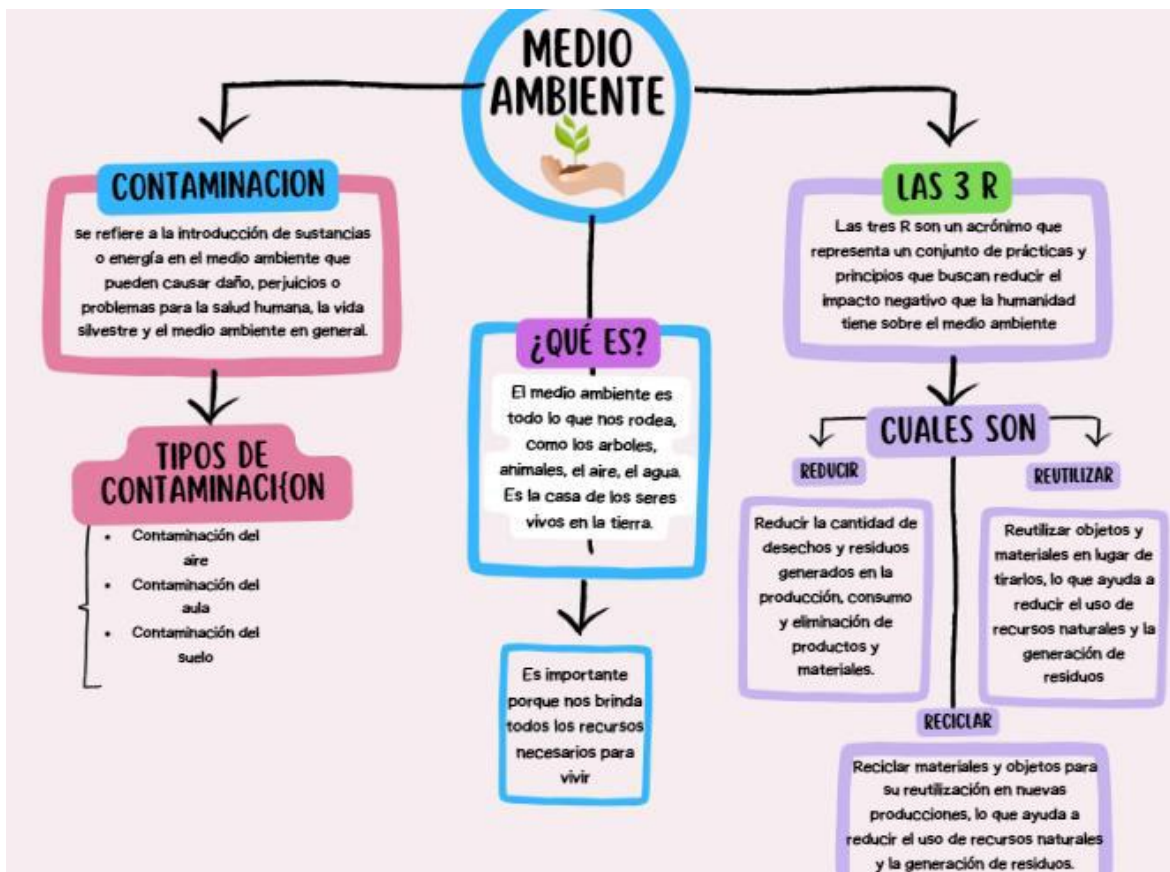 MEDIO
AMBIENTE
CONTAMINACION
se refiere a la introducción de sustancias
o energía en el medio ambiente que
pueden causar daño, perjuicios o
problemas para la salud humana, la vida
silvestre y el medio ambiente en general.
TIPOS DE
CONTAMINACI{ON
• Contaminación del
aire
• Contaminación del
aula
• Contaminación del
suelo
¿QUÉ ES?
El medio ambiente es
todo lo que nos rodea,
como los arboles,
animales, el aire, el agua.
Es la casa de los seres
vivos en la tierra.
Es importante
porque nos brinda
todos los recursos
necesarios para
vivir
LAS 3 R
Las tres R son un acrónimo que
representa un conjunto de prácticas y
principios que buscan reducir el
impacto negativo que la humanidad
tiene sobre el medio ambiente
CUALES SON
REDUCIR
Reducir la cantidad de
desechos y residuos
generados en la
producción, consumo
y eliminación de
productos y
materiales.
REUTILIZAR
Reutilizar objetos y
materiales en lugar de
tirarlos, lo que ayuda a
reducir el uso de
recursos naturales y la
generación de
residuos
RECICLAR
Reciclar materiales y objetos para
su reutilización en nuevas
producciones, lo que ayuda a
reducir el uso de recursos naturales
y la generación de residuos.